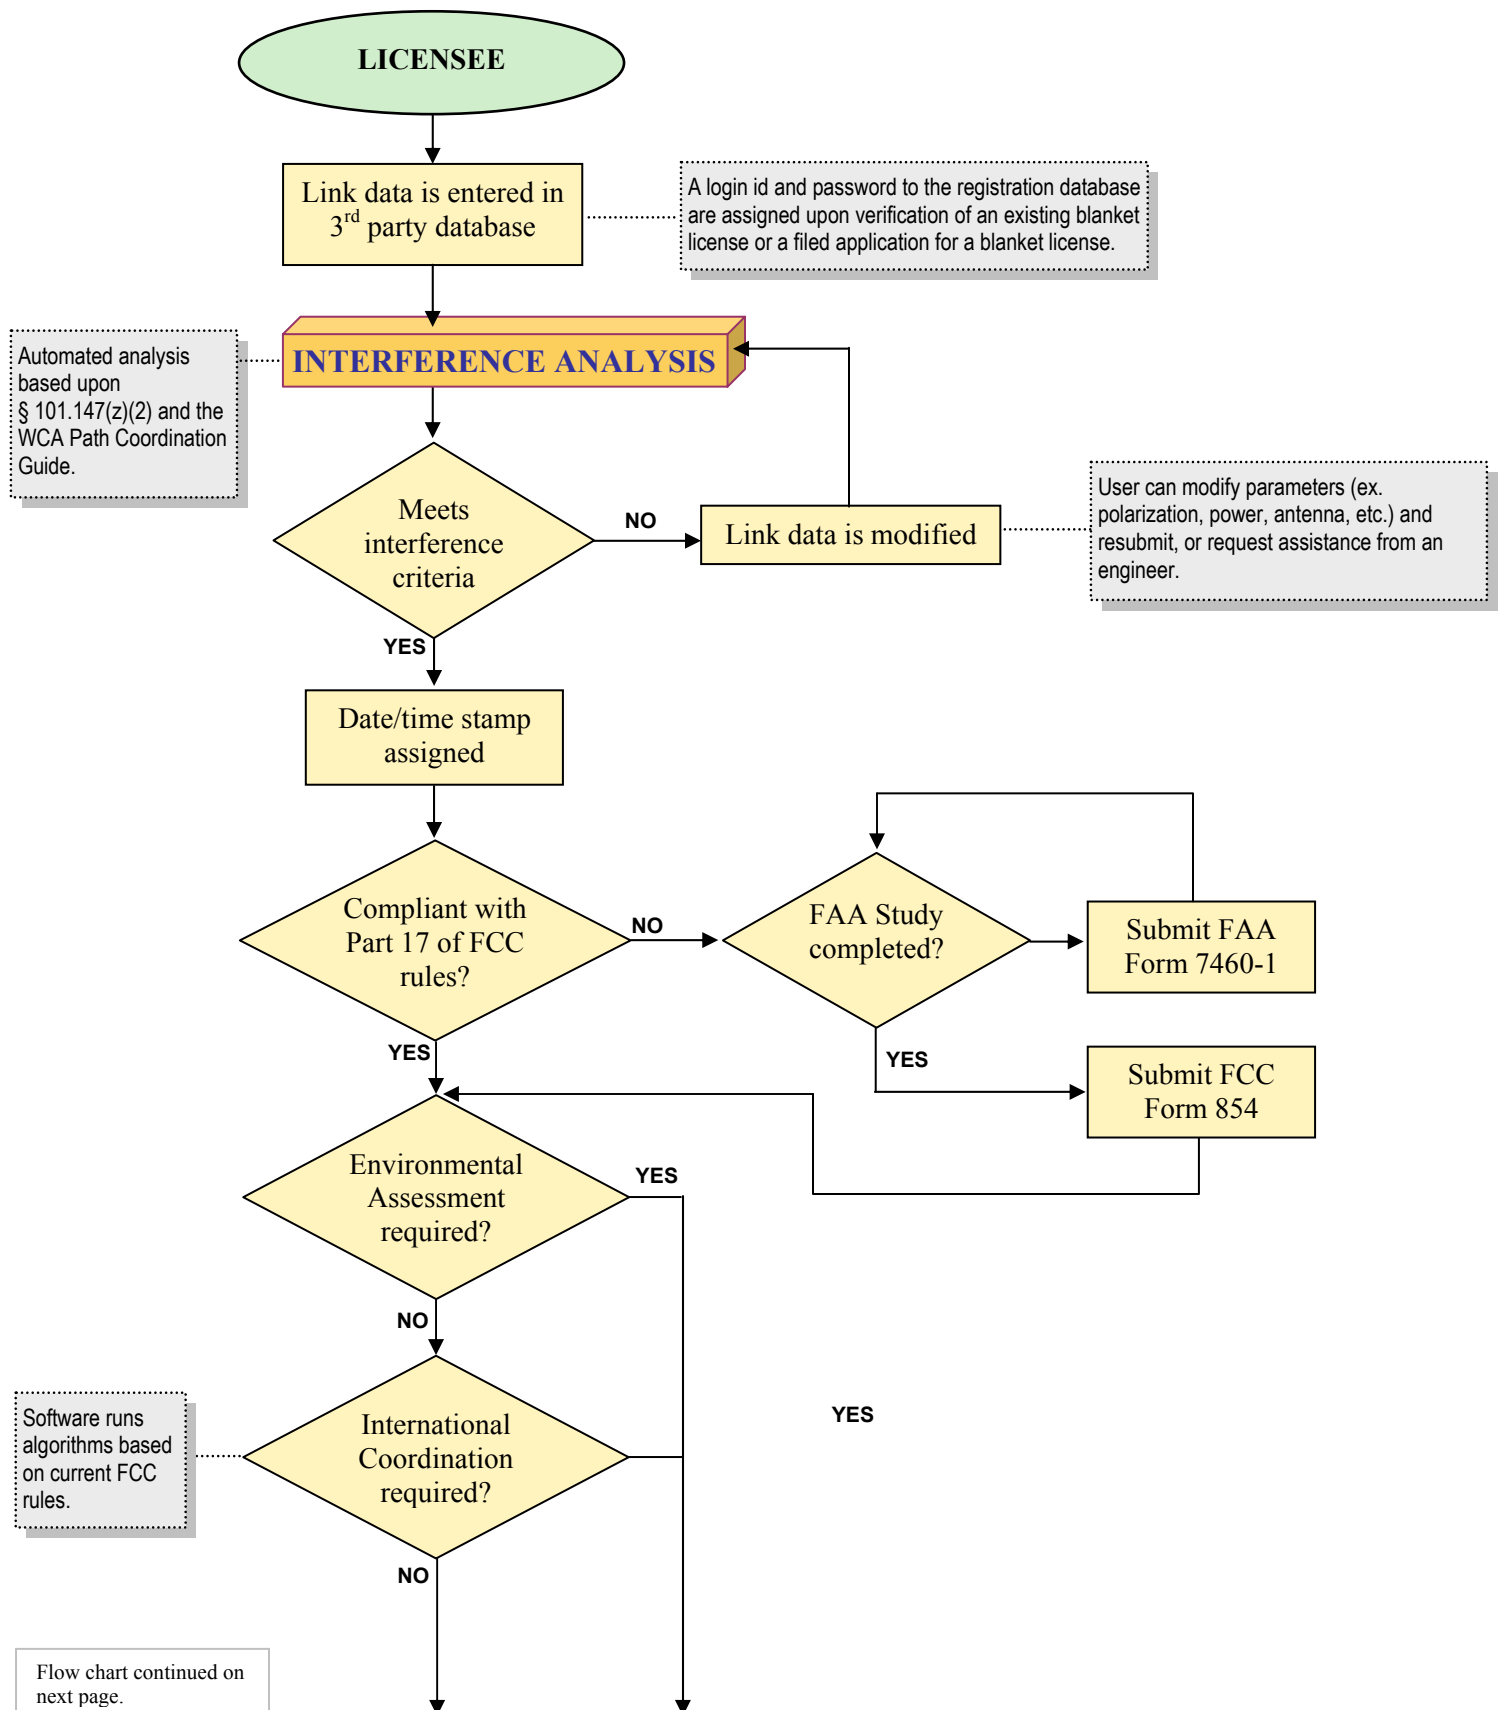 LICENSEE
Link data is entered in
3rd party database
A login id and password to the registration database
are assigned upon verification of an existing blanket
license or a filed application for a blanket license.
Automated analysis
based upon
§ 101.147(z)(2) and the
WCA Path Coordination
Guide.
INTERFERENCE ANALYSIS
Meets
interference
criteria
NO
Link data is modified
User can modify parameters (ex.
polarization, power, antenna, etc.) and
resubmit, or request assistance from an
engineer.
YES
Date/time stamp
assigned
Compliant with
Part 17 of FCC
rules?
NO
FAA Study
completed?
Submit FAA
Form 7460-1
YES
YES
Submit FCC
Form 854
Environmental
Assessment
required?
YES
NO
Software runs
algorithms based
on current FCC
rules.
International
Coordination
required?
YES
NO
Flow chart continued on
next page.